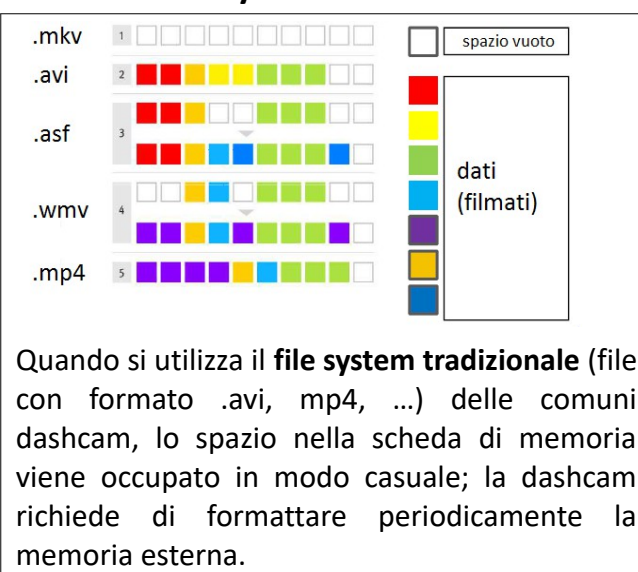 .mkv 1
spazio vuoto
.avi 2
.asf 3
dati
(filmati)
.wmv 4
.mp4 5
Quando si utilizza il file system tradizionale (file
con formato .avi, mp4, …) delle comuni
dashcam, lo spazio nella scheda di memoria
viene occupato in modo casuale; la dashcam
richiede di formattare periodicamente la
memoria esterna.